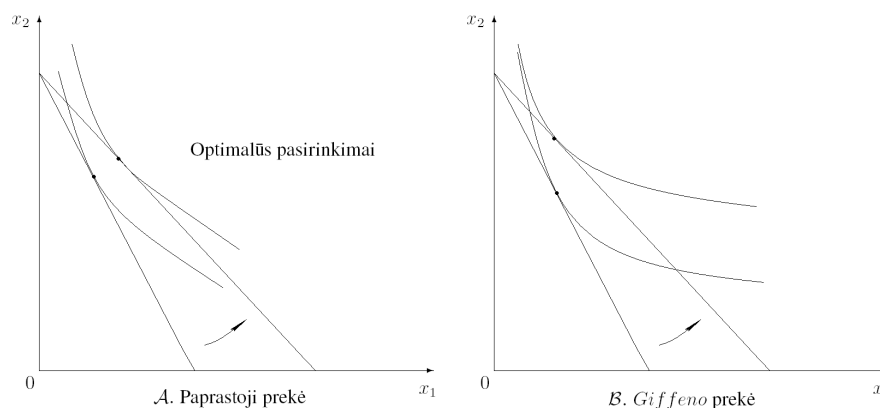 x₂
Optimalūs pasirinkimai
0
x₁
𝒜. Paprastoji prekė
x₂
0
x
ℬ. Giffeno prekė